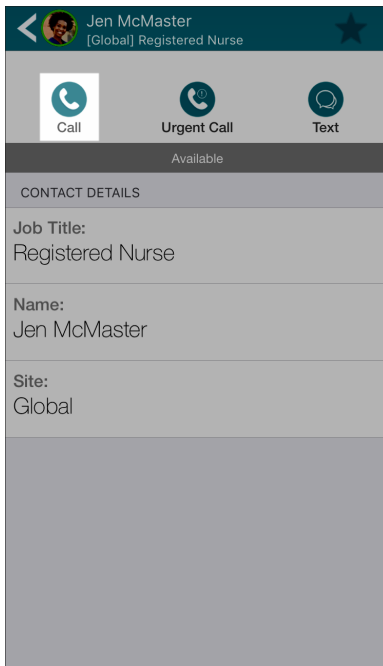 Jen McMaster
[Global] Registered Nurse
Call
Urgent Call
Text
Available
CONTACT DETAILS
Job Title:
Registered Nurse
Name:
Jen McMaster
Site:
Global